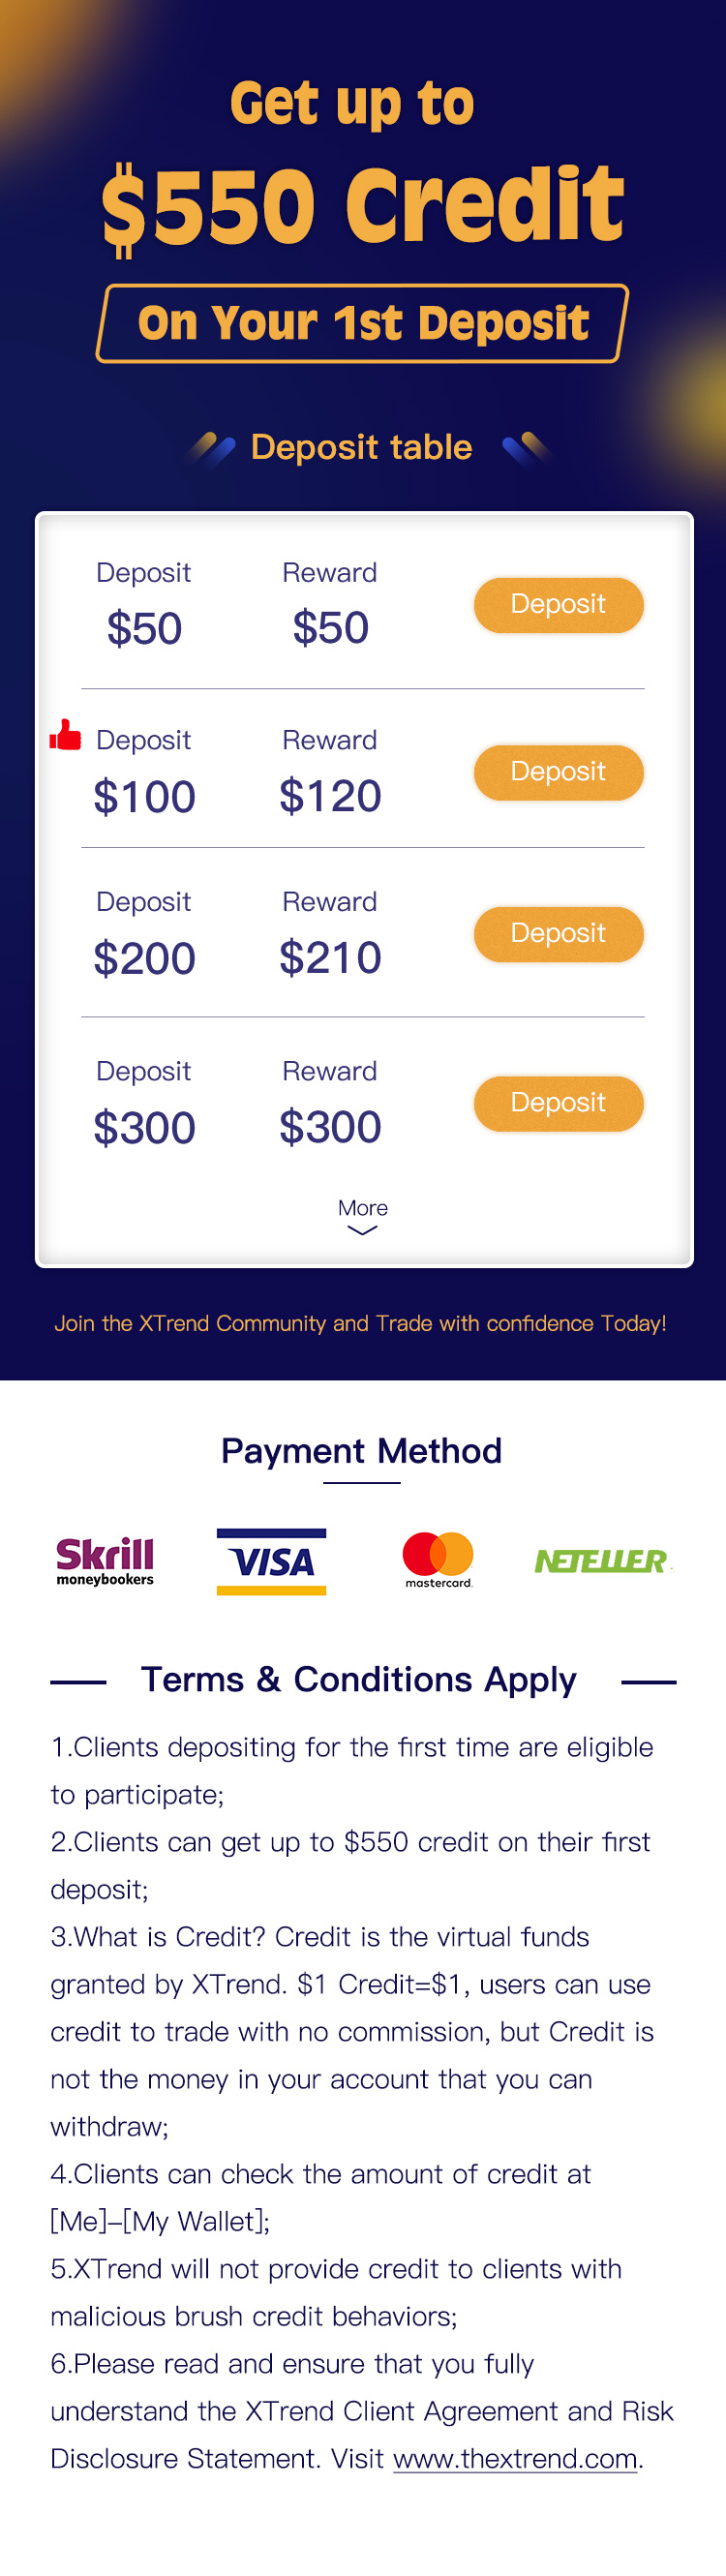 Get up to
$550 Credit
On Your 1st Deposit
Deposit table
Deposit Reward
$50 $50 Deposit
Deposit Reward
$100 $120 Deposit
Deposit Reward
$200 $210 Deposit
Deposit Reward
$300 $300 Deposit
More
Join the XTrend Community and Trade with confidence Today!
Payment Method
Skrill VISA mastercard. NETELLER
moneybookers
Terms & Conditions Apply
1.Clients depositing for the first time are eligible
to participate;
2.Clients can get up to $550 credit on their first
deposit;
3.What is Credit? Credit is the virtual funds
granted by XTrend. $1 Credit=$1, users can use
credit to trade with no commission, but Credit is
not the money in your account that you can
withdraw;
4.Clients can check the amount of credit at
[Me]–[My Wallet];
5.XTrend will not provide credit to clients with
malicious brush credit behaviors;
6.Please read and ensure that you fully
understand the XTrend Client Agreement and Risk
Disclosure Statement. Visit www.thextrend.com.